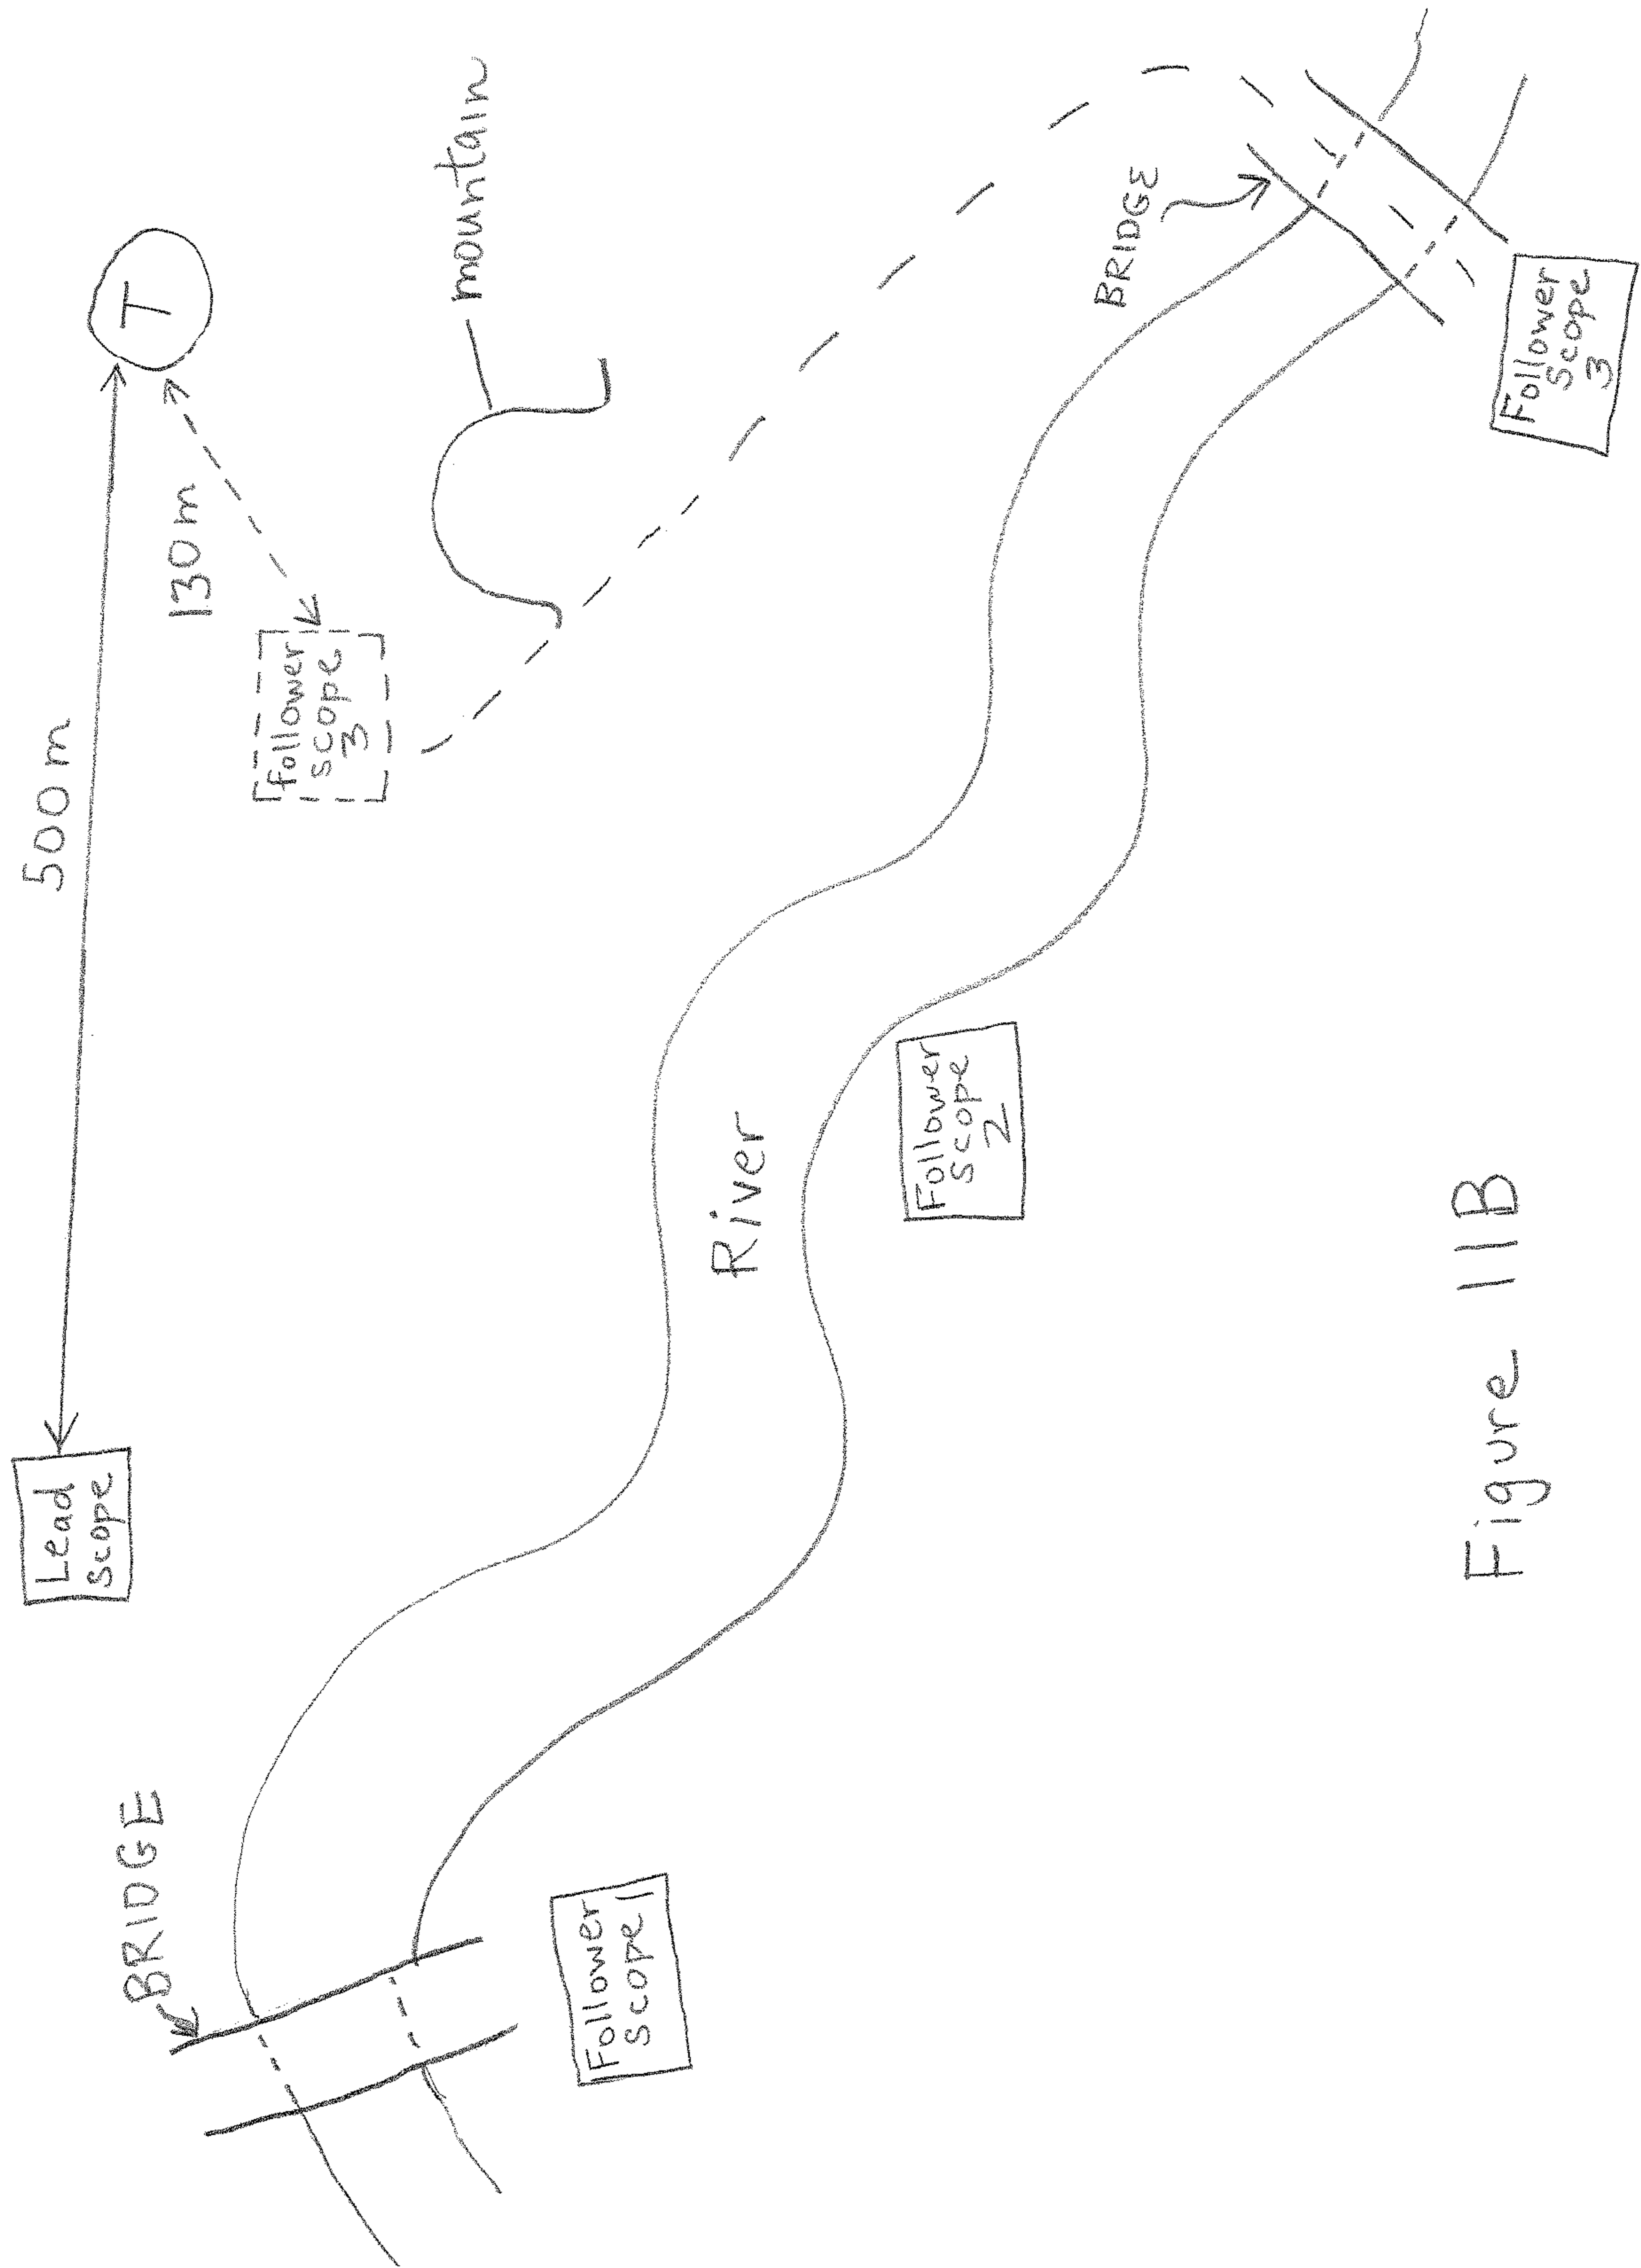 Lead
scope
500 m
T
130 m
follower
scope
3
mountain
BRIDGE
River
BRIDGE
Follower
scope 1
Follower
scope
2
Follower
scope
3
Figure 11B